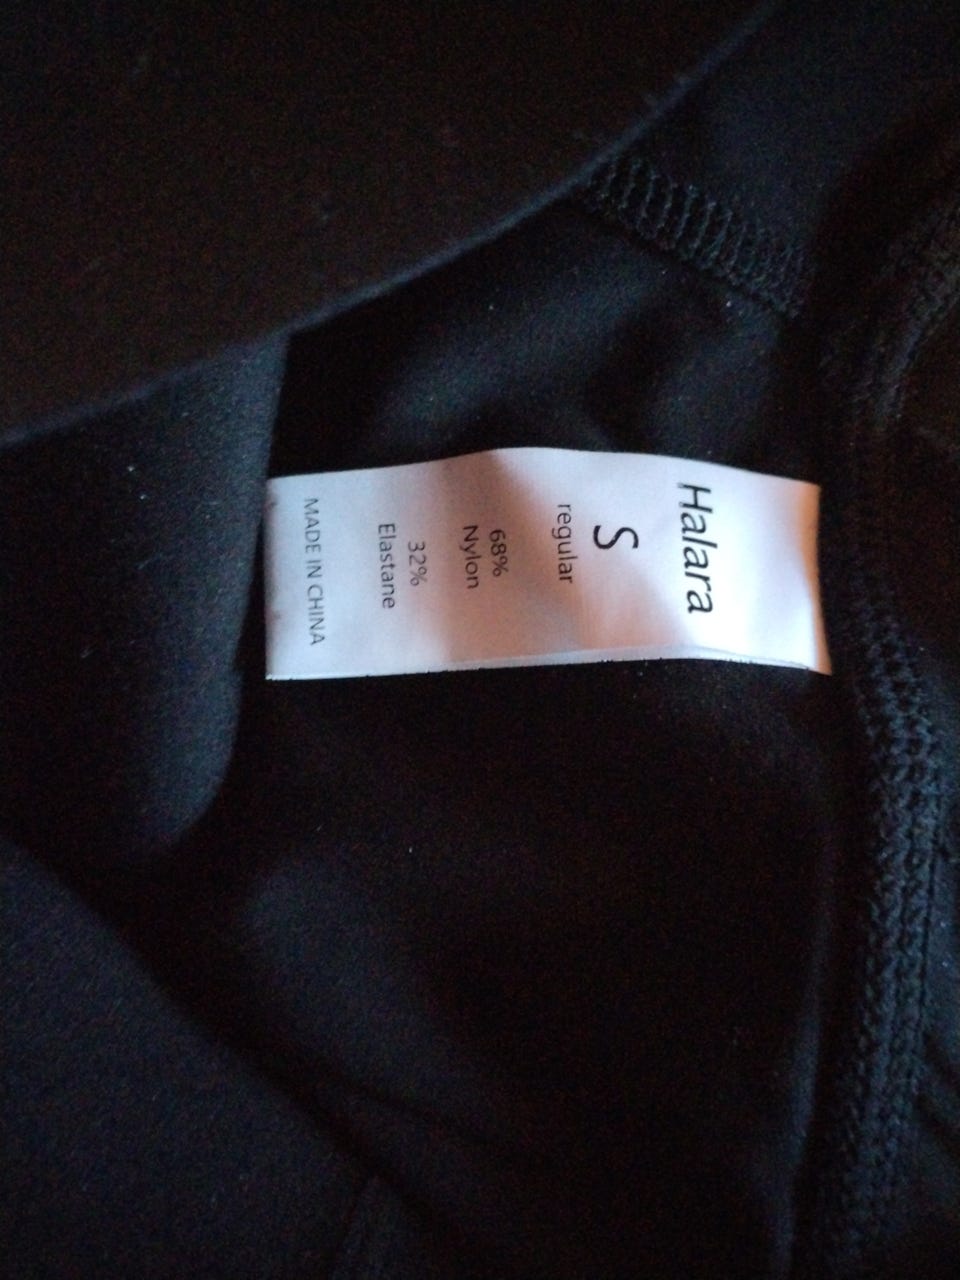 Halara
S
regular
68%
Nylon
32%
Elastane
MADE IN CHINA